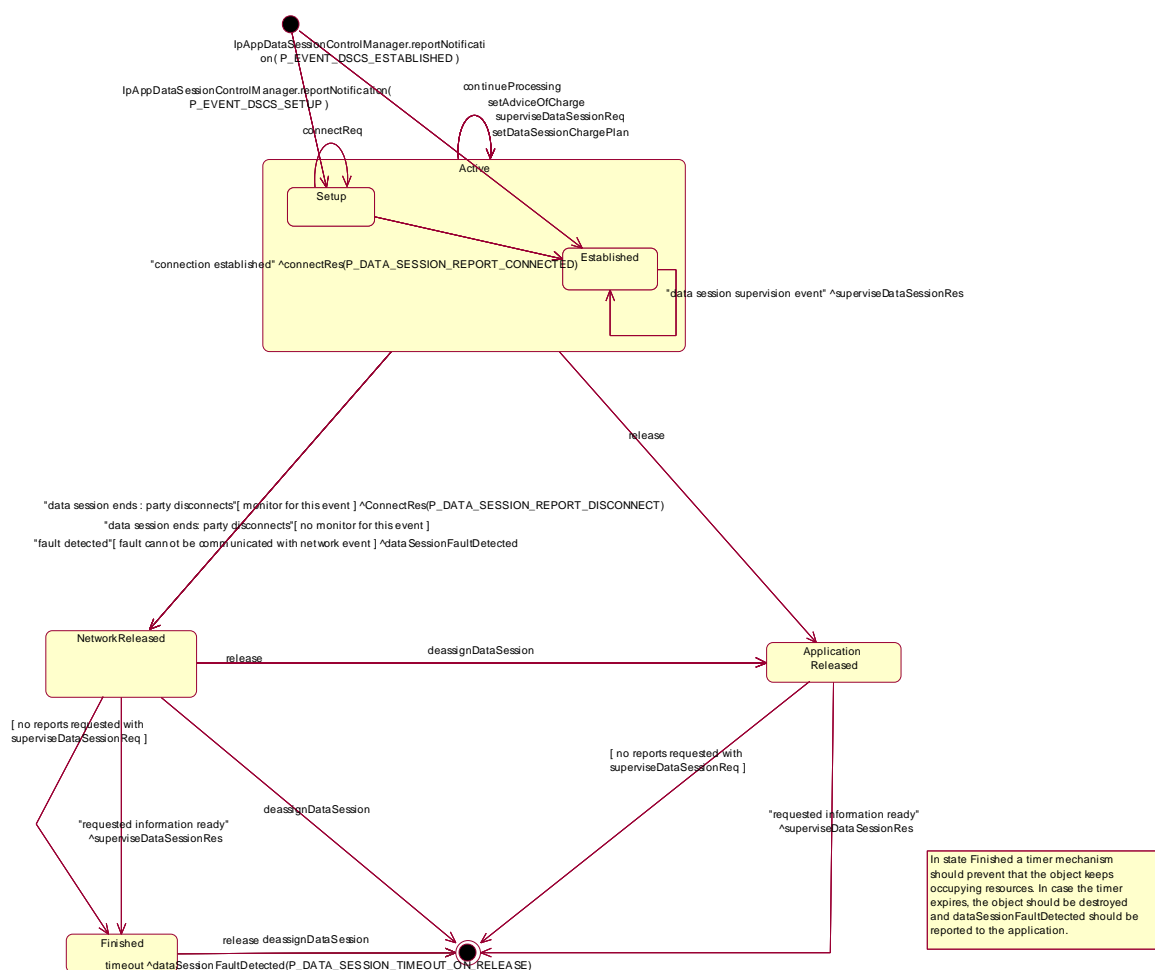 IpAppDataSessionControlManager.reportNotificati
on( P_EVENT_DSCS_ESTABLISHED )
IpAppDataSessionControlManager.reportNotification(
P_EVENT_DSCS_SETUP )
continueProcessing
setAdviceOfCharge
superviseDataSessionReq
setDataSessionChargePlan
connectReq
Active
Setup
Established
"connection established" ^connectRes(P_DATA_SESSION_REPORT_CONNECTED)
"data session supervision event" ^superviseDataSessionRes
release
"data session ends : party disconnects"[ monitor for this event ] ^ConnectRes(P_DATA_SESSION_REPORT_DISCONNECT)
"data session ends: party disconnects"[ no monitor for this event ]
"fault detected"[ fault cannot be communicated with network event ] ^dataSessionFaultDetected
NetworkReleased
release
deassignDataSession
Application
Released
[ no reports requested with
superviseDataSessionReq ]
"requested information ready"
^superviseDataSessionRes
deassignDataSession
[ no reports requested with
superviseDataSessionReq ]
"requested information ready"
^superviseDataSessionRes
In state Finished a timer mechanism
should prevent that the object keeps
occupying resources. In case the timer
expires, the object should be destroyed
and dataSessionFaultDetected should be
reported to the application.
Finished
release
deassignDataSession
timeout ^dataSessionFaultDetected(P_DATA_SESSION_TIMEOUT_ON_RELEASE)